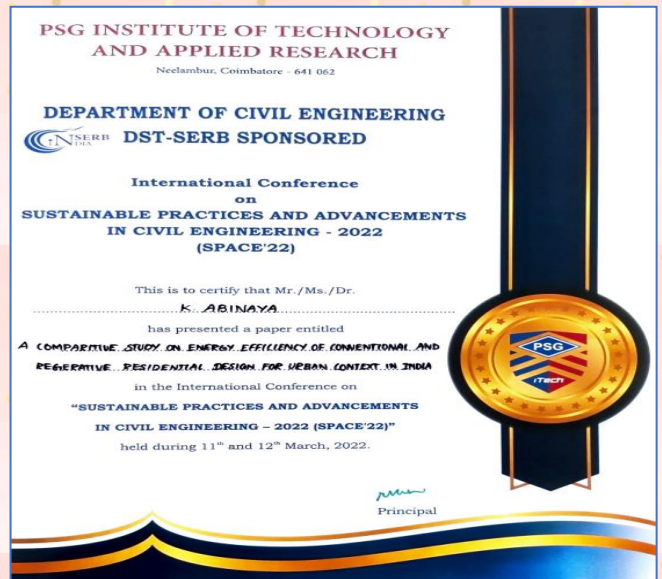 PSG INSTITUTE OF TECHNOLOGY
AND APPLIED RESEARCH
Neelambur, Coimbatore - 641 062
DEPARTMENT OF CIVIL ENGINEERING
SERB
INDIA
DST-SERB SPONSORED
International Conference
on
SUSTAINABLE PRACTICES AND ADVANCEMENTS
IN CIVIL ENGINEERING - 2022
(SPACE'22)
This is to certify that Mr./Ms./Dr.
K. ABINAYA
has presented a paper entitled
A COMPARITIVE STUDY ON ENERGY EFFICIENCY OF CONVENTIONAL AND
REGERATIVE RESIDENTIAL DESIGN FOR URBAN CONTEXT IN INDIA
in the International Conference on
"SUSTAINABLE PRACTICES AND ADVANCEMENTS
IN CIVIL ENGINEERING – 2022 (SPACE'22)"
held during 11th and 12th March, 2022.
Principal
PSG
iTech